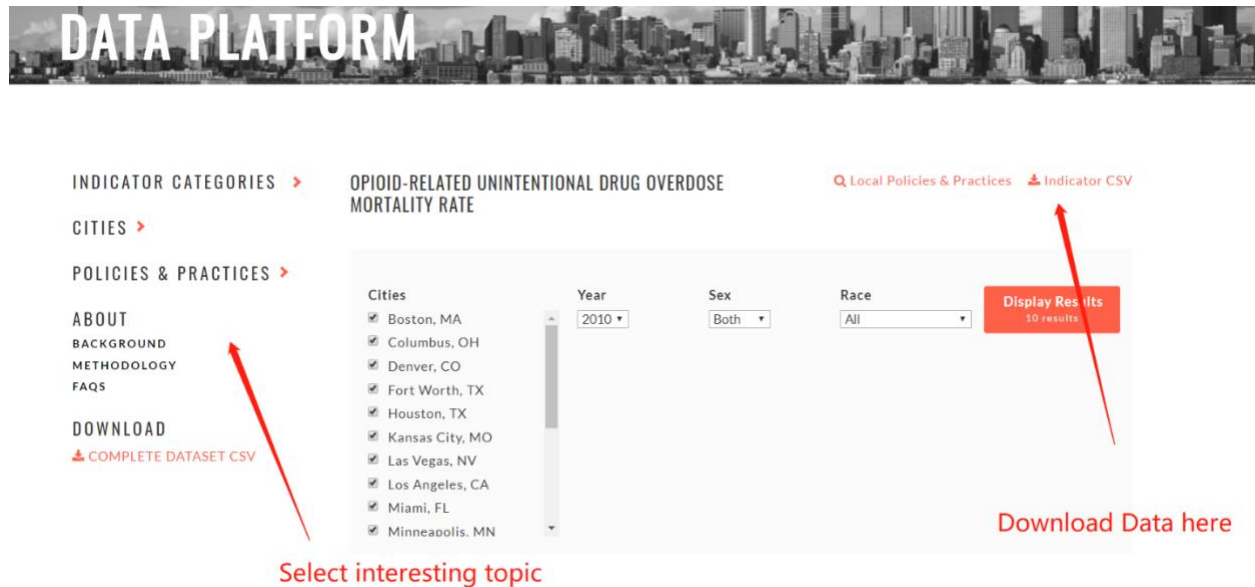 DATA PLATFORM
INDICATOR CATEGORIES
CITIES
POLICIES & PRACTICES
ABOUT
BACKGROUND
METHODOLOGY
FAQS
DOWNLOAD
COMPLETE DATASET CSV
OPIOID-RELATED UNINTENTIONAL DRUG OVERDOSE
MORTALITY RATE
Local Policies & Practices Indicator CSV
Cities
Boston, MA
Columbus, OH
Denver, CO
Fort Worth, TX
Houston, TX
Kansas City, MO
Las Vegas, NV
Los Angeles, CA
Miami, FL
Minneapolis, MN
Year
2010
Sex
Both
Race
All
Display Results
10 results
Select interesting topic
Download Data here